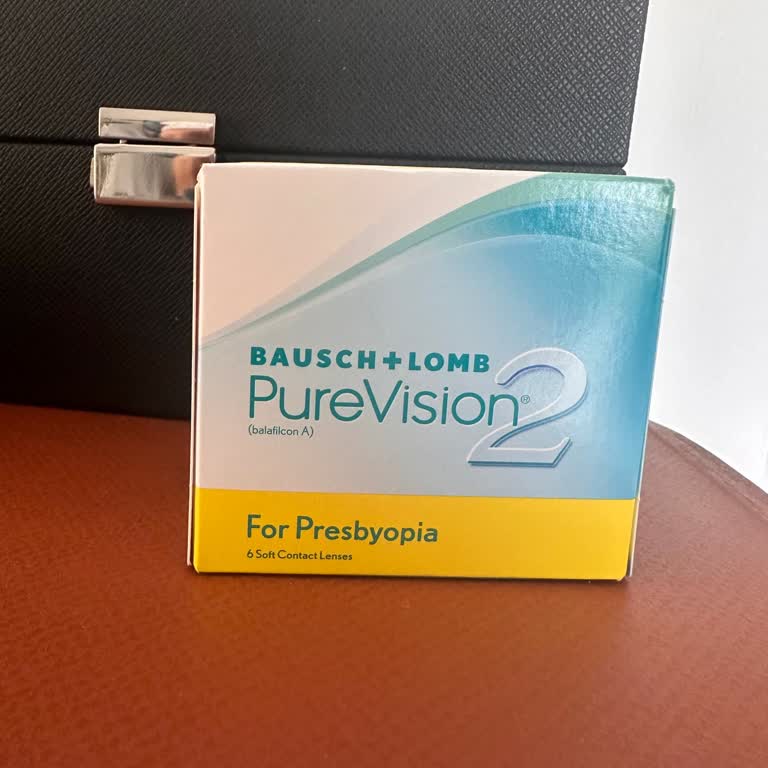 BAUSCH+LOMB
PureVision®2
(balafilcon A)
For Presbyopia
6 Soft Contact Lenses